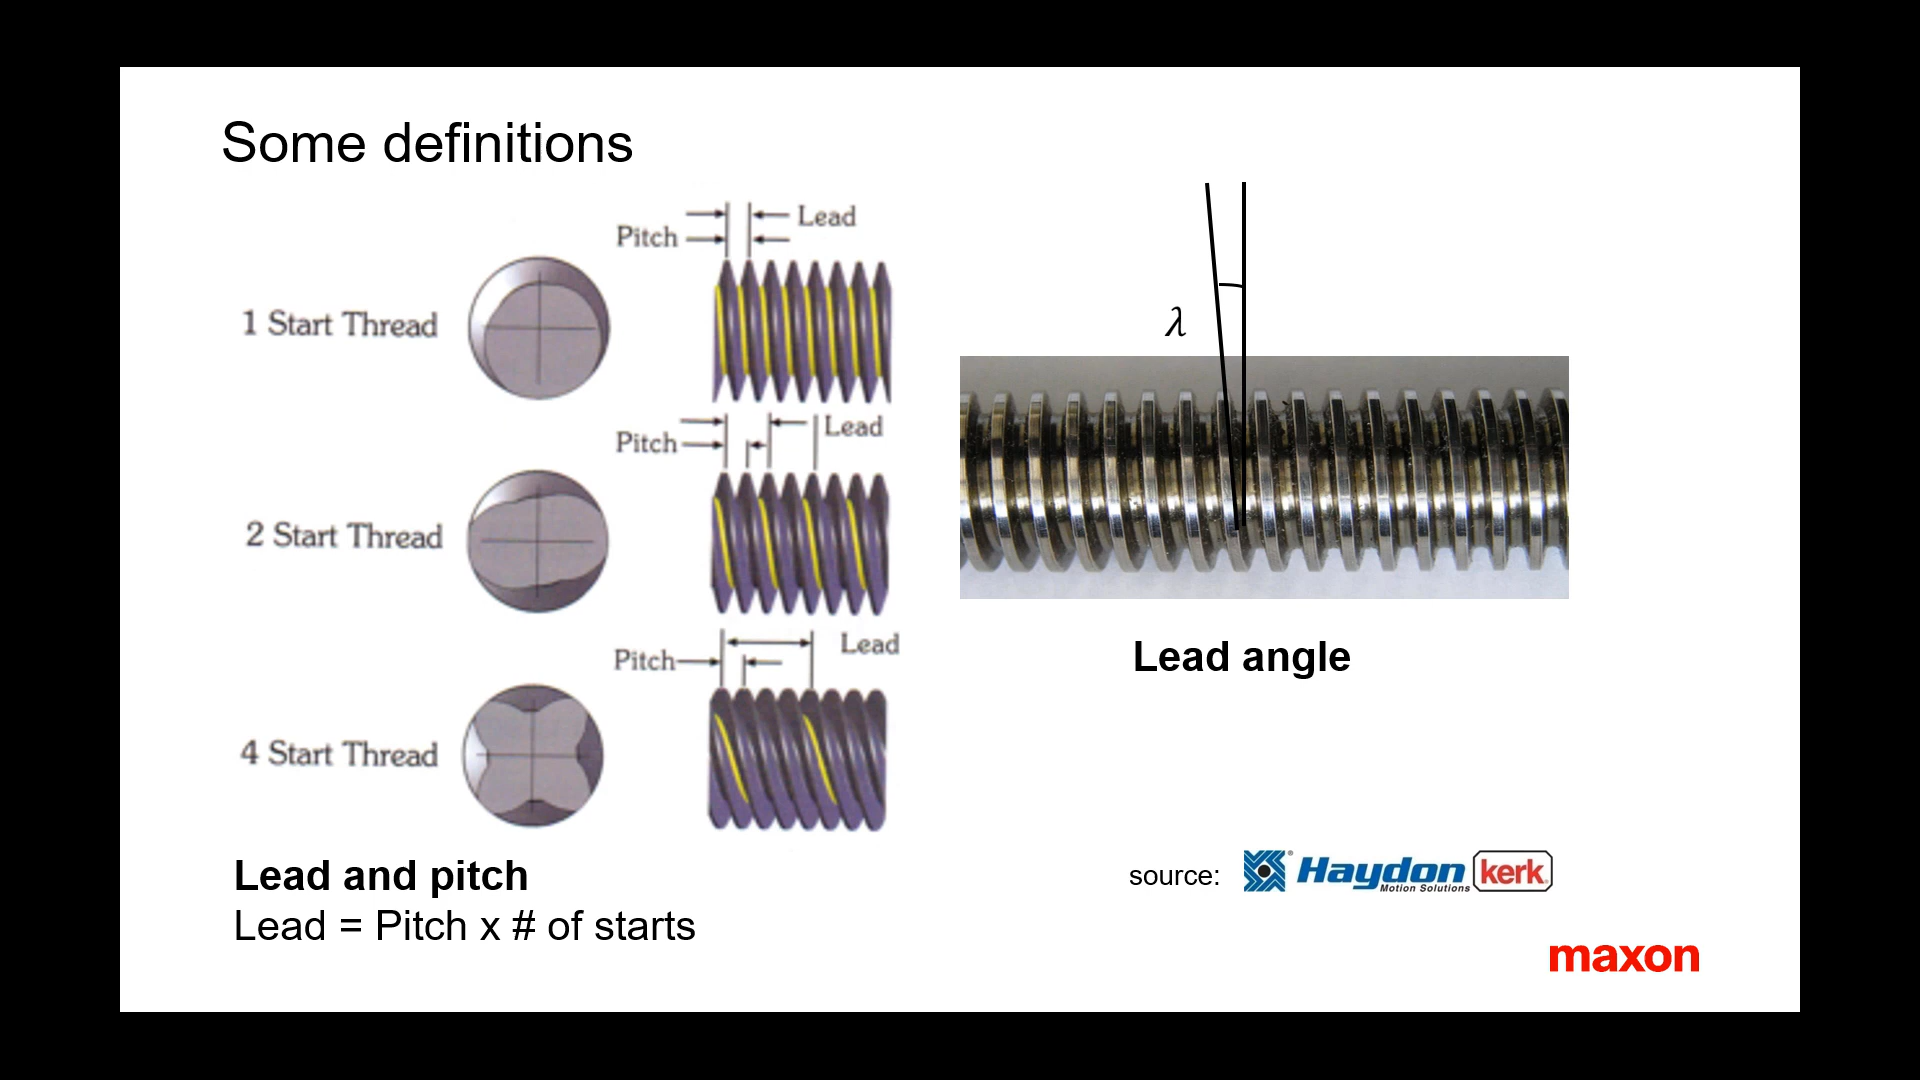 Some definitions
Lead
Pitch
1 Start Thread
Lead
Pitch
2 Start Thread
Lead
Pitch
4 Start Thread
Lead and pitch
Lead = Pitch x # of starts
λ
Lead angle
source:
Haydon kerk
Motion Solutions
maxon